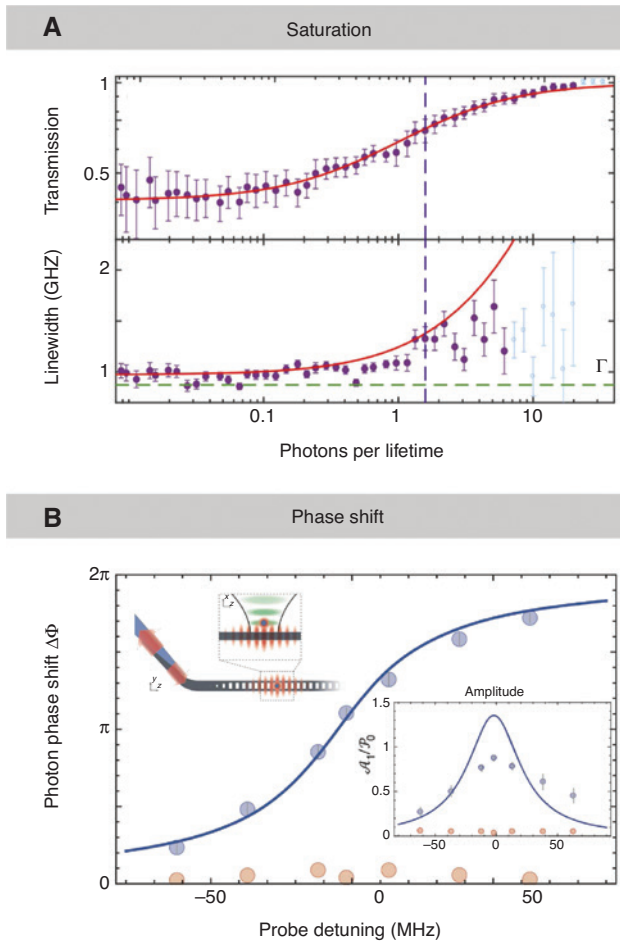 A Saturation
1
0.5
Transmission
2
1
Linewidth (GHZ)
Γ
0.1 1 10
Photons per lifetime
B Phase shift
2π
π
0
Photon phase shift ΔΦ
x
z
y
z
Amplitude
1.5
1
0.5
0
𝒜₁/𝒫₀
−50 0 50
−50 0 50
Probe detuning (MHz)